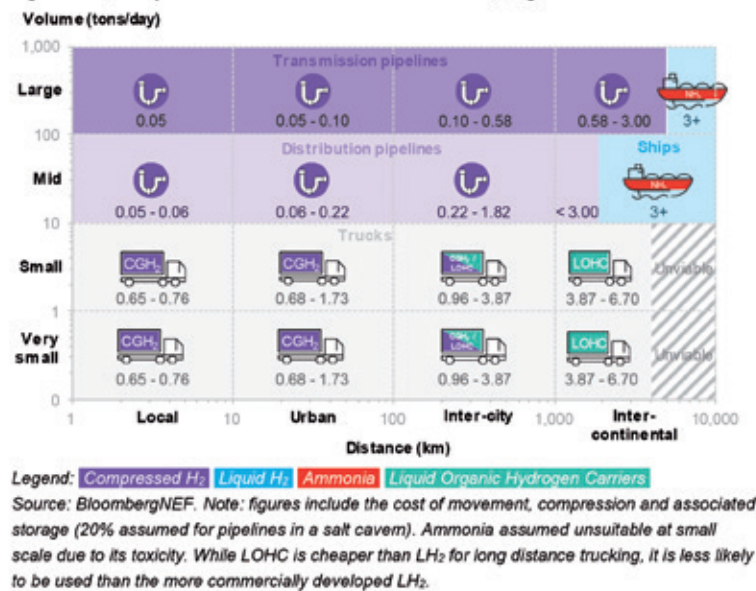 Volume (tons/day)
1,000
Transmission pipelines
Large
NH₃
0.05
0.05 - 0.10
0.10 - 0.58
0.58 - 3.00
3+
100
Distribution pipelines
Ships
Mid
NH₃
0.05 - 0.06
0.06 - 0.22
0.22 - 1.82
< 3.00
3+
10
Trucks
CGH₂
CGH₂
CGH₂ /
LOHC
LOHC
Small
Unviable
0.65 - 0.76
0.68 - 1.73
0.96 - 3.87
3.87 - 6.70
1
CGH₂
CGH₂
CGH₂ /
LOHC
LOHC
Very
small
Unviable
0.65 - 0.76
0.68 - 1.73
0.96 - 3.87
3.87 - 6.70
0
1
Local
10
Urban
100
Inter-city
1,000
Inter-
continental
10,000
Distance (km)
Legend: Compressed H₂ Liquid H₂ Ammonia Liquid Organic Hydrogen Carriers
Source: BloombergNEF. Note: figures include the cost of movement, compression and associated
storage (20% assumed for pipelines in a salt cavern). Ammonia assumed unsuitable at small
scale due to its toxicity. While LOHC is cheaper than LH₂ for long distance trucking, it is less likely
to be used than the more commercially developed LH₂.